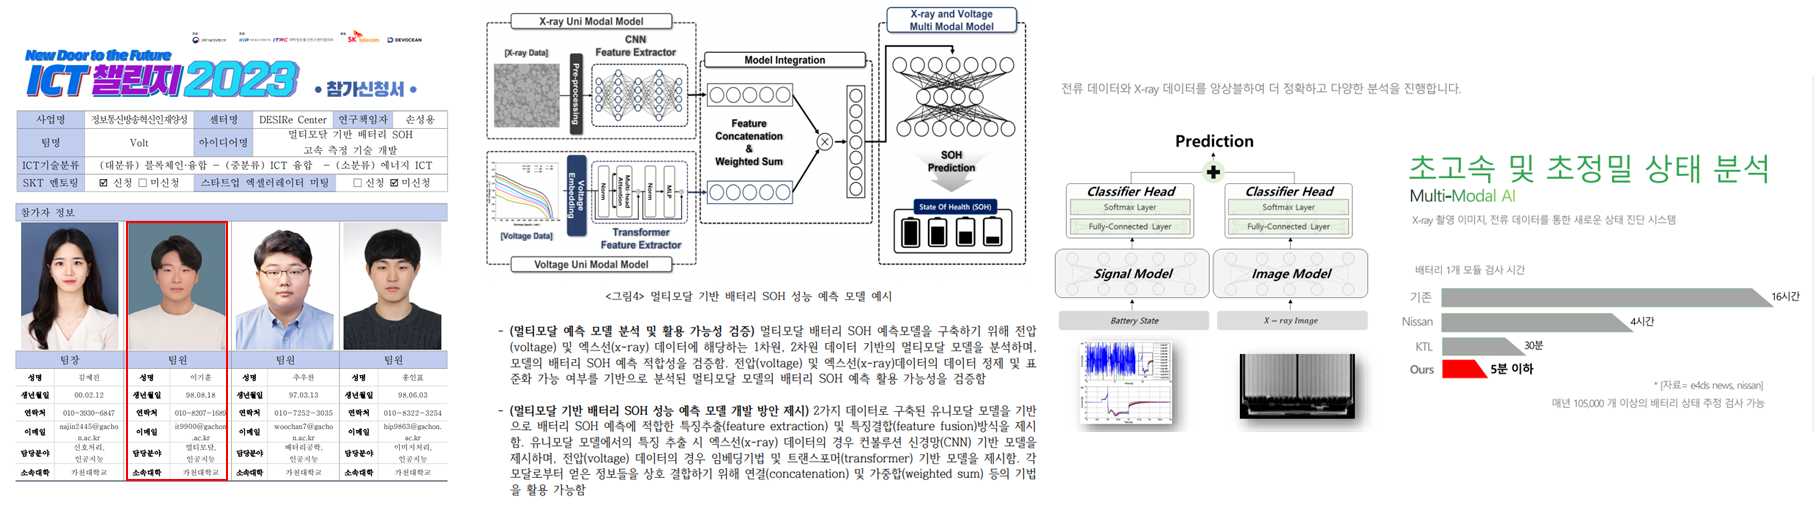 SK telecom
DEVOCEAN
New Door to the Future
ICT 챌린지 2023
• 참가신청서 •
사업명 정보통신방송혁신인재양성 센터명 DESIRe Center 연구책임자 손성용
팀명 Volt 아이디어명 멀티모달 기반 배터리 SOH
고속 측정 기술 개발
ICT기술분류 (대분류) 블록체인·융합 - (중분류) ICT 융합 - (소분류) 에너지 ICT
SKT 멘토링 ☑ 신청 □ 미신청 스타트업 엑셀러레이터 미팅 □ 신청 ☑ 미신청
참가자 정보
팀장 팀원 팀원 팀원
성명 김예진 성명 이기훈 성명 추우찬 성명 홍인표
생년월일 00.02.12 생년월일 98.08.18 생년월일 97.03.13 생년월일 98.06.03
연락처 010-3930-6847 연락처 010-8207-1689 연락처 010-7252-3035 연락처 010-8322-3254
이메일 najin2445@gachon.ac.kr 이메일 it9900@gachon.ac.kr 이메일 woochan7@gachon.ac.kr 이메일 hip9863@gachon.ac.kr
담당분야 신호처리, 인공지능 담당분야 멀티모달, 인공지능 담당분야 배터리공학, 인공지능 담당분야 이미지처리, 인공지능
소속대학 가천대학교 소속대학 가천대학교 소속대학 가천대학교 소속대학 가천대학교
X-ray Uni Modal Model
[X-ray Data]
Pre-processing
CNN
Feature Extractor
[Voltage Data]
Voltage Embedding
Norm
Multi-head Attention
Norm
MLP
Transformer
Feature Extractor
Voltage Uni Modal Model
Model Integration
Feature
Concatenation
&
Weighted Sum
X-ray and Voltage
Multi Modal Model
SOH
Prediction
State Of Health (SOH)
<그림4> 멀티모달 기반 배터리 SOH 성능 예측 모델 예시
- (멀티모달 예측 모델 분석 및 활용 가능성 검증) 멀티모달 배터리 SOH 예측모델을 구축하기 위해 전압
(voltage) 및 엑스선(x-ray) 데이터에 해당하는 1차원, 2차원 데이터 기반의 멀티모달 모델을 분석하며,
모델의 배터리 SOH 예측 적합성을 검증함. 전압(voltage) 및 엑스선(x-ray)데이터의 데이터 정제 및 표
준화 가능 여부를 기반으로 분석된 멀티모달 모델의 배터리 SOH 예측 활용 가능성을 검증함
- (멀티모달 기반 배터리 SOH 성능 예측 모델 개발 방안 제시) 2가지 데이터로 구축된 유니모달 모델을 기반
으로 배터리 SOH 예측에 적합한 특징추출(feature extraction) 및 특징결합(feature fusion)방식을 제시
함. 유니모달 모델에서의 특징 추출 시 엑스선(x-ray) 데이터의 경우 컨볼루션 신경망(CNN) 기반 모델을
제시하며, 전압(voltage) 데이터의 경우 임베딩기법 및 트랜스포머(transformer) 기반 모델을 제시함. 각
모달로부터 얻은 정보들을 상호 결합하기 위해 연결(concatenation) 및 가중합(weighted sum) 등의 기법
을 활용 가능함
전류 데이터와 X-ray 데이터를 앙상블하여 더 정확하고 다양한 분석을 진행합니다.
Prediction
Classifier Head Classifier Head
Softmax Layer Softmax Layer
Fully-Connected Layer Fully-Connected Layer
Signal Model Image Model
Battery State X - ray Image
초고속 및 초정밀 상태 분석
Multi-Modal AI
X-ray 촬영 이미지, 전류 데이터를 통한 새로운 상태 진단 시스템
배터리 1개 모듈 검사 시간
기존 16시간
Nissan 4시간
KTL 30분
Ours 5분 이하
* [자료= e4ds news, nissan]
매년 105,000 개 이상의 배터리 상태 추정 검사 가능